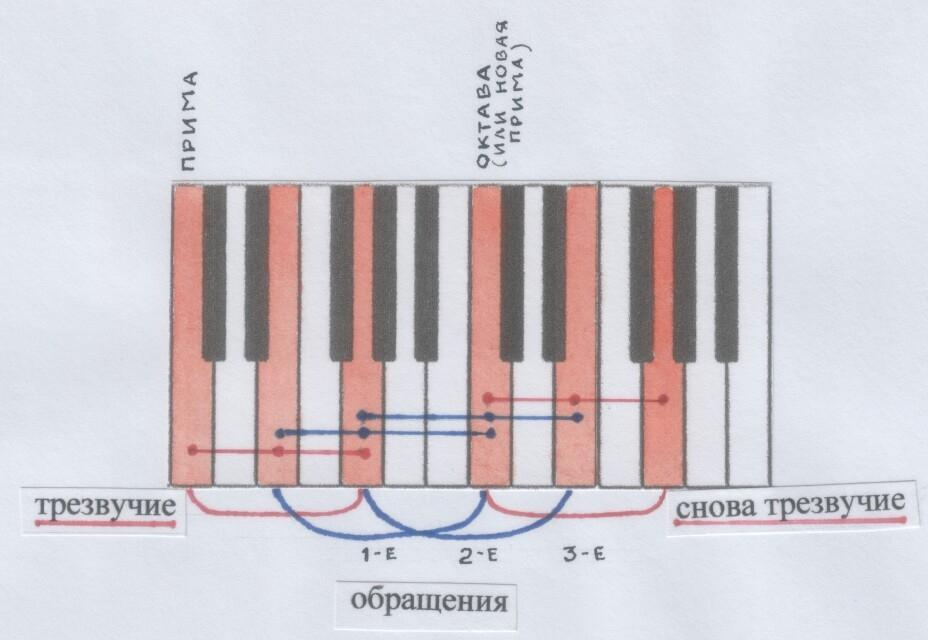 ПРИМА
ОКТАВА
(ИЛИ НОВАЯ
ПРИМА)
трезвучие
снова трезвучие
1-Е
2-Е
3-Е
обращения